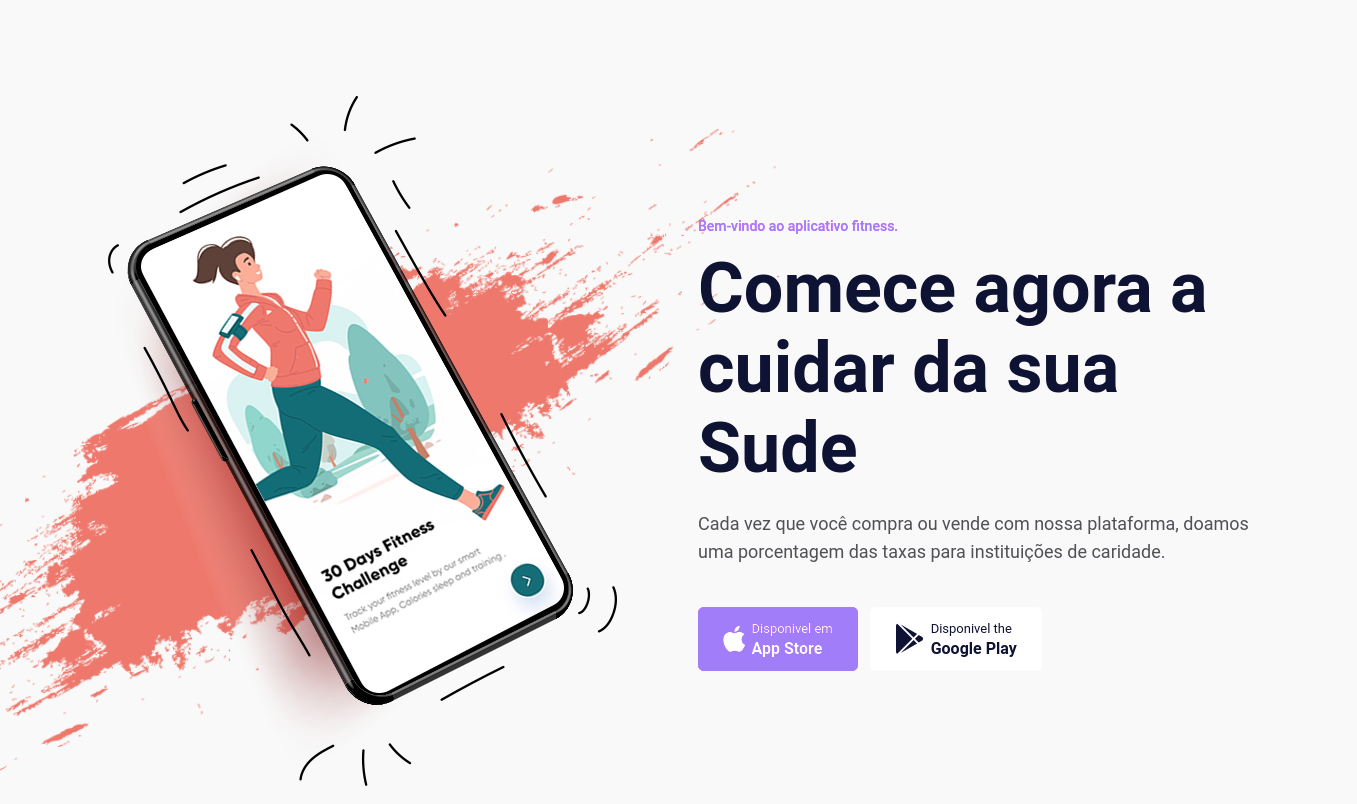 Bem-vindo ao aplicativo fitness.
Comece agora a
cuidar da sua
Sude
Cada vez que você compra ou vende com nossa plataforma, doamos
uma porcentagem das taxas para instituições de caridade.
Disponivel em
App Store
Disponivel the
Google Play
30 Days Fitness
Challenge
Track your fitness level by our smart
Mobile App, Calories sleep and training .